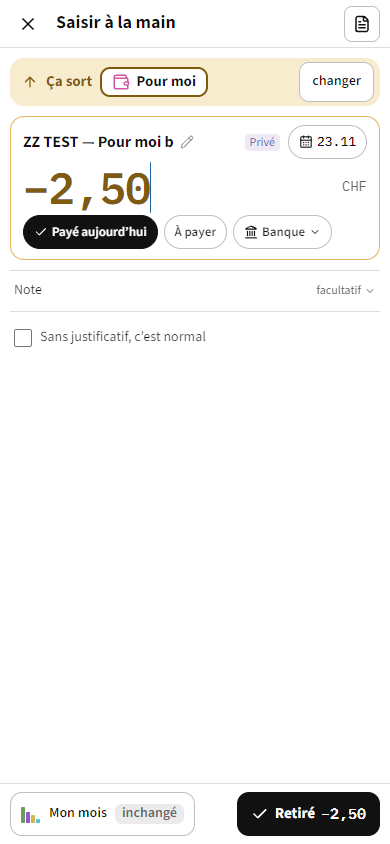 Saisir à la main
Ça sort Pour moi changer
ZZ TEST — Pour moi b Privé 23.11
−2,50 CHF
Payé aujourd’hui À payer Banque
Note facultatif
Sans justificatif, c’est normal
Mon mois inchangé Retiré −2,50